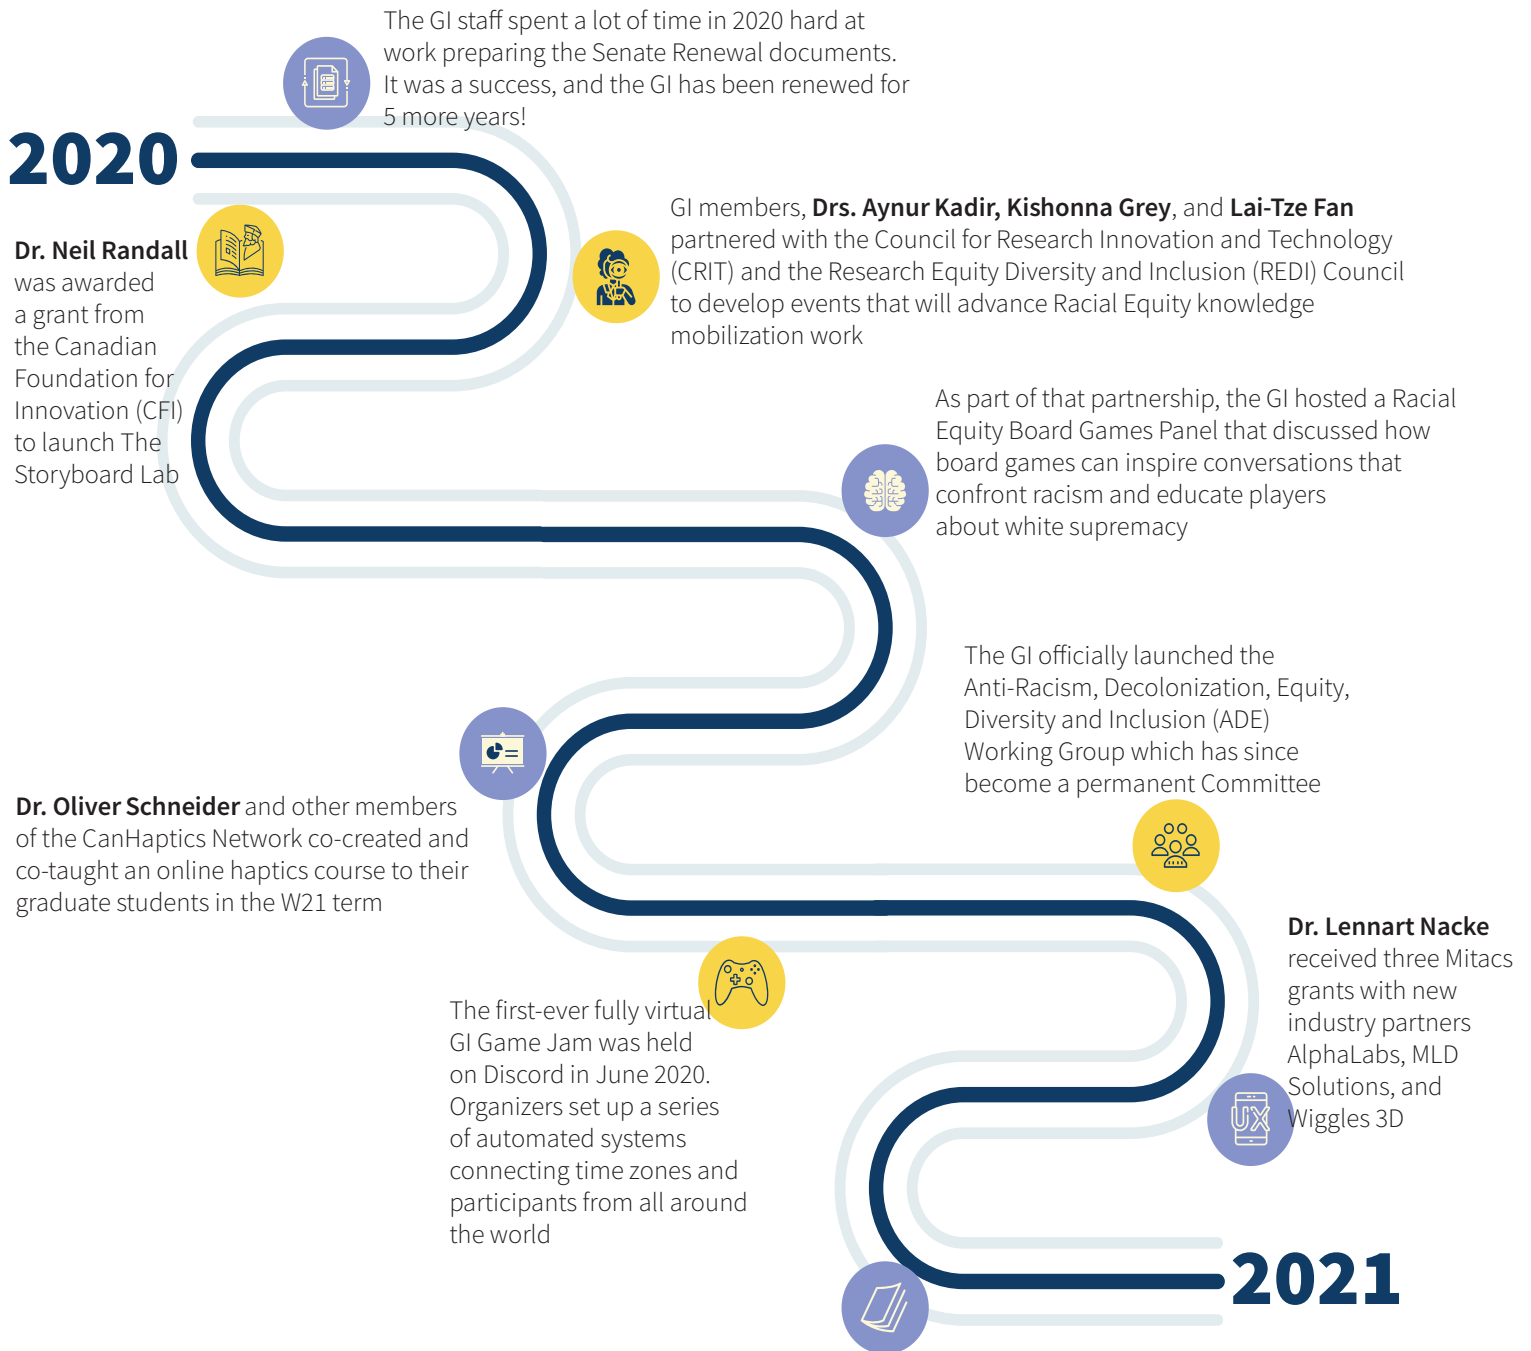 The GI staff spent a lot of time in 2020 hard at
work preparing the Senate Renewal documents.
It was a success, and the GI has been renewed for
5 more years!
2020
Dr. Neil Randall
was awarded
a grant from
the Canadian
Foundation for
Innovation (CFI)
to launch The
Storyboard Lab
GI members, Drs. Aynur Kadir, Kishonna Grey, and Lai-Tze Fan
partnered with the Council for Research Innovation and Technology
(CRIT) and the Research Equity Diversity and Inclusion (REDI) Council
to develop events that will advance Racial Equity knowledge
mobilization work
As part of that partnership, the GI hosted a Racial
Equity Board Games Panel that discussed how
board games can inspire conversations that
confront racism and educate players
about white supremacy
The GI officially launched the
Anti-Racism, Decolonization, Equity,
Diversity and Inclusion (ADE)
Working Group which has since
become a permanent Committee
Dr. Oliver Schneider and other members
of the CanHaptics Network co-created and
co-taught an online haptics course to their
graduate students in the W21 term
Dr. Lennart Nacke
received three Mitacs
grants with new
industry partners
AlphaLabs, MLD
Solutions, and
Wiggles 3D
UX
The first-ever fully virtual
GI Game Jam was held
on Discord in June 2020.
Organizers set up a series
of automated systems
connecting time zones and
participants from all around
the world
2021